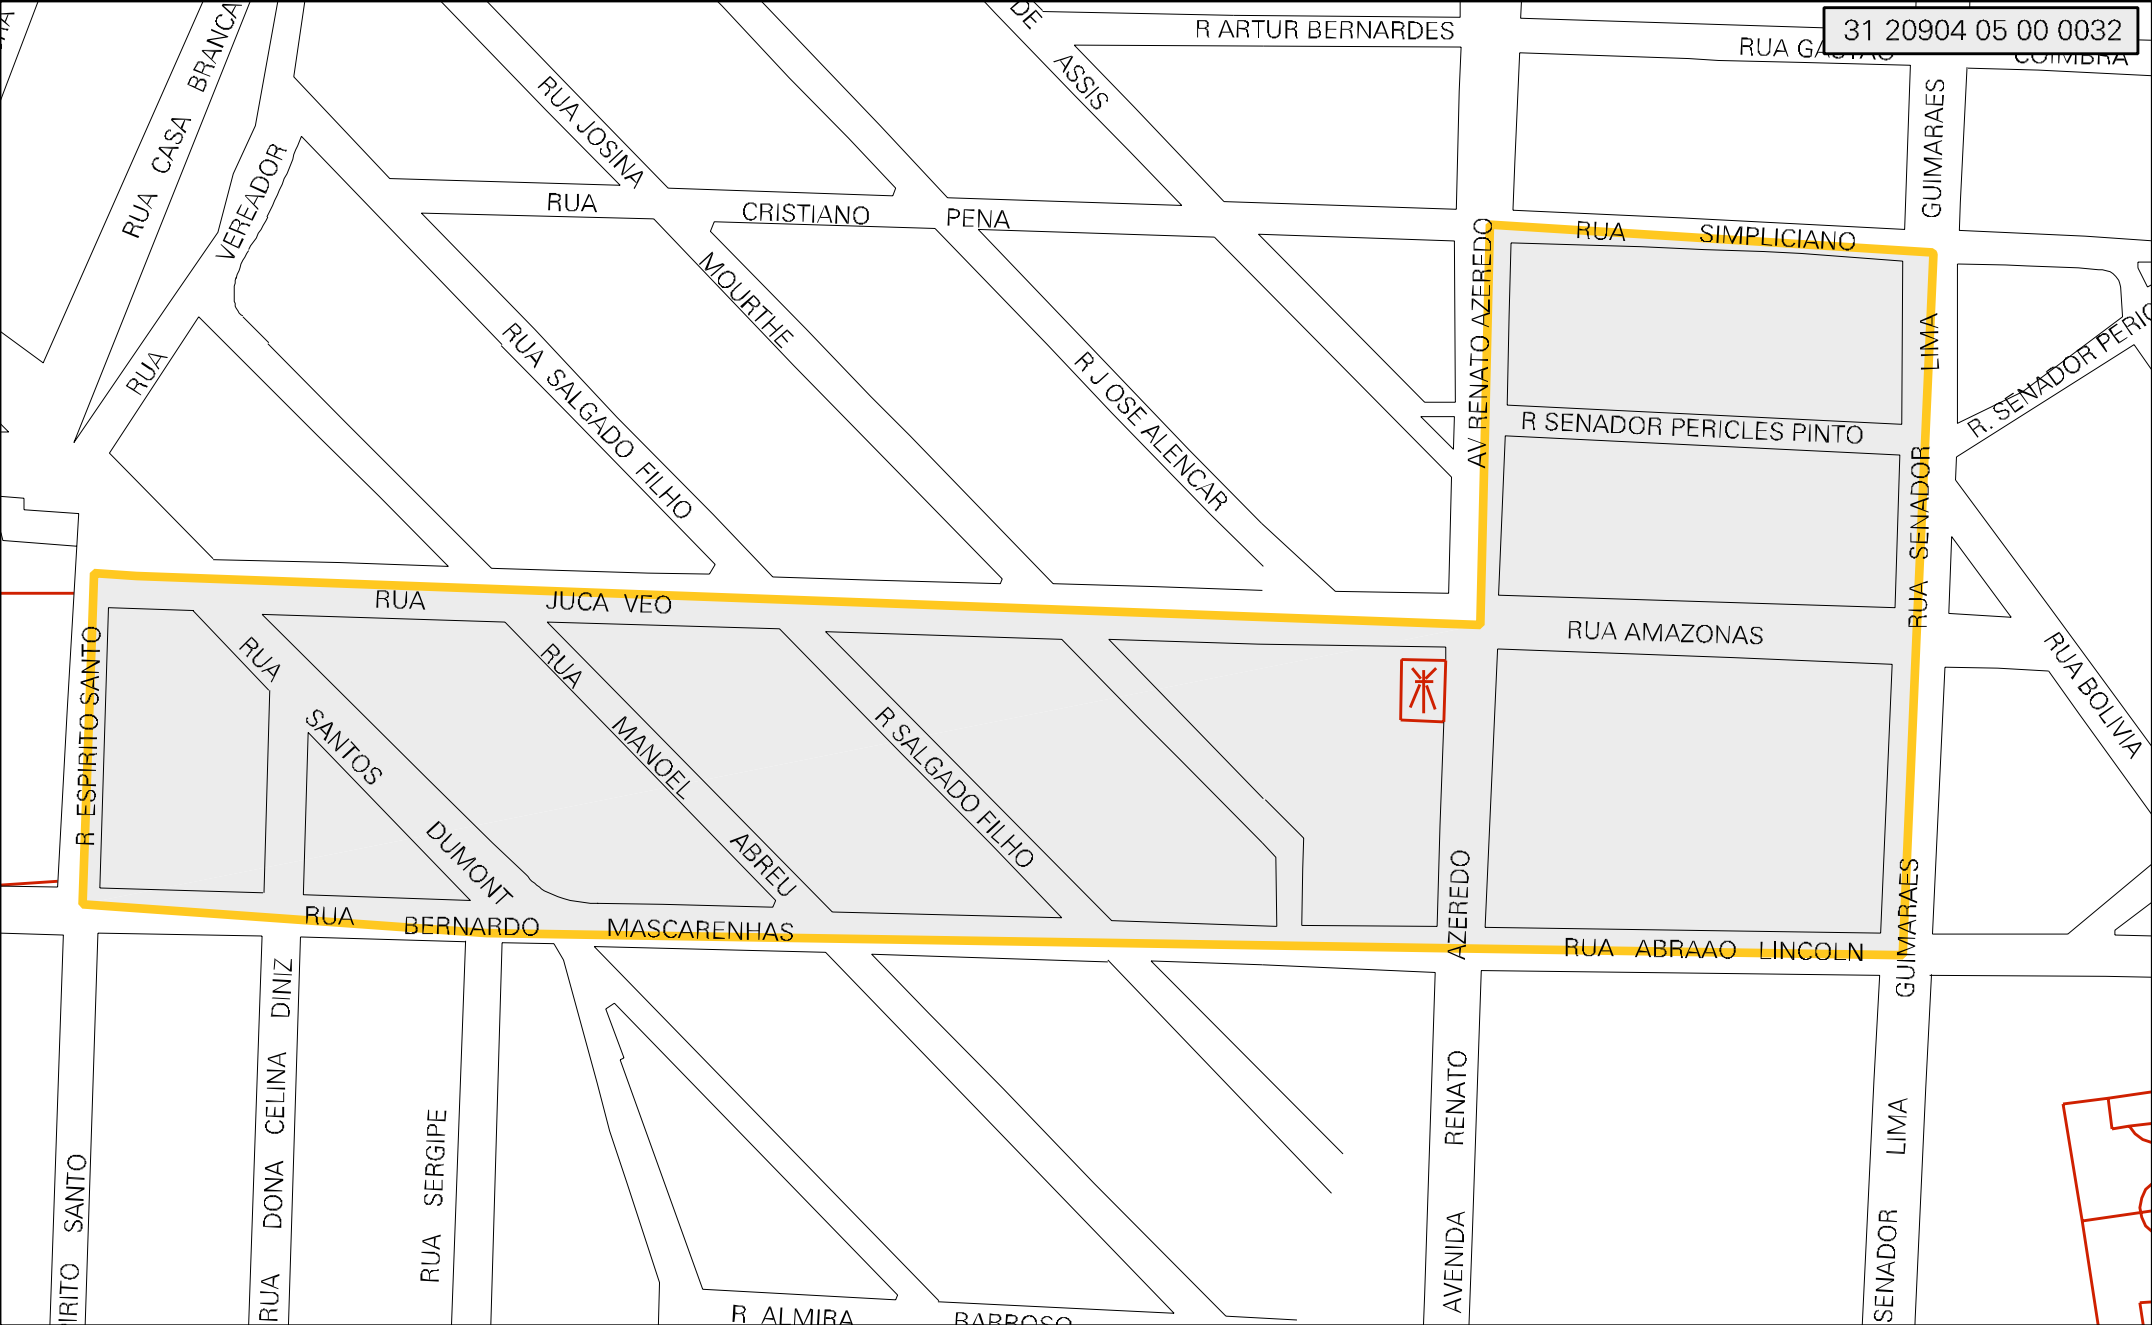 31 20904 05 00 0032
R ARTUR BERNARDES
COIMBRA
DE ASSIS
RUA CASA BRANCA
RUA JOSINA MOURTHE
RUA VEREADOR
RUA CRISTIANO PENA
GUIMARAES
RUA SIMPLICIANO
AV RENATO AZEREDO
LIMA
RUA SALGADO FILHO
R JOSE ALENCAR
R SENADOR PERICLES PINTO
R. SENADOR PERIC
RUA SENADOR
RUA JUCA VEO
RUA AMAZONAS
RUA BOLIVIA
R ESPIRITO SANTO
RUA SANTOS DUMONT
RUA MANOEL ABREU
R SALGADO FILHO
RUA BERNARDO MASCARENHAS
RUA ABRAAO LINCOLN
GUIMARAES
AZEREDO
RUA DONA CELINA DINIZ
RUA SERGIPE
IRITO SANTO
AVENIDA RENATO
SENADOR LIMA
R ALMIRA BARROSO